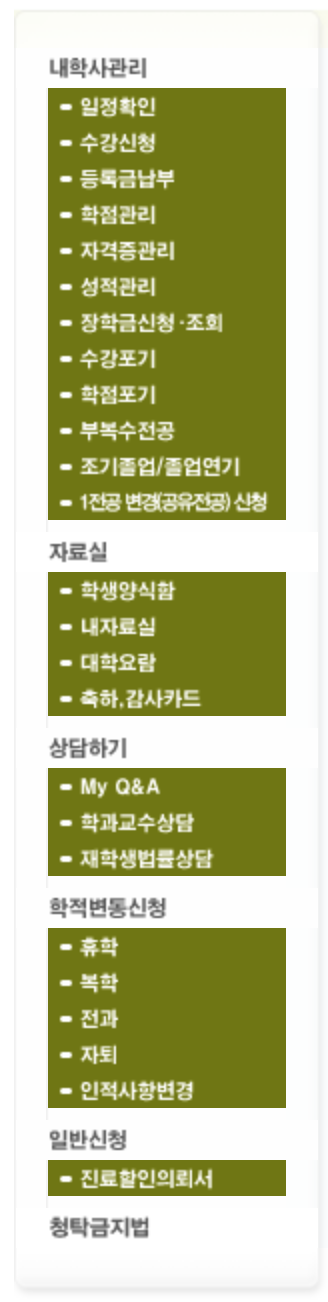 내학사관리
- 일정확인
- 수강신청
- 등록금납부
- 학점관리
- 자격증관리
- 성적관리
- 장학금신청·조회
- 수강포기
- 학점포기
- 부복수전공
- 조기졸업/졸업연기
- 1전공 변경(공유전공) 신청
자료실
- 학생양식함
- 내자료실
- 대학요람
- 축하,감사카드
상담하기
- My Q&A
- 학과교수상담
- 재학생법률상담
학적변동신청
- 휴학
- 복학
- 전과
- 자퇴
- 인적사항변경
일반신청
- 진료할인의뢰서
청탁금지법